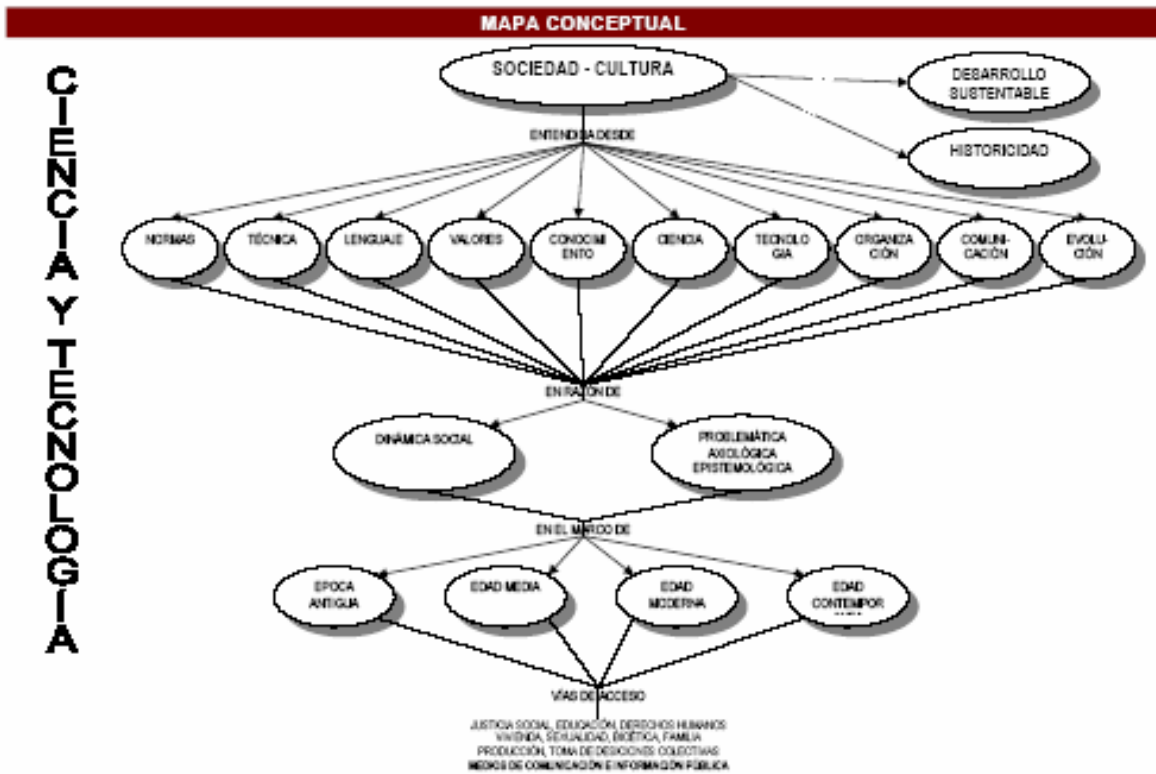 MAPA CONCEPTUAL
CIENCIA Y TECNOLOGÍA
SOCIEDAD - CULTURA
DESARROLLO
SUSTENTABLE
HISTORICIDAD
ENTENDIDA DESDE
NORMAS
TÉCNICA
LENGUAJE
VALORES
CONOCIMI
ENTO
CIENCIA
TECNOLO
GIA
ORGANIZA
CIÓN
COMUNI-
CACIÓN
EVOLU-
CIÓN
EN RAZÓN DE
DINÁMICA SOCIAL
PROBLEMÁTICA
AXIOLÓGICA
EPISTEMOLÓGICA
EN EL MARCO DE
EPOCA
ANTIGUA
EDAD MEDIA
EDAD
MODERNA
EDAD
CONTEMPOR
VÍAS DE ACCESO
JUSTICIA SOCIAL, EDUCACIÓN, DERECHOS HUMANOS
VIVIENDA, SEXUALIDAD, BIOÉTICA, FAMILIA
PRODUCCIÓN, TOMA DE DESICIONES COLECTIVAS
MEDIOS DE COMUNICACIÓN E INFORMACIÓN PÚBLICA